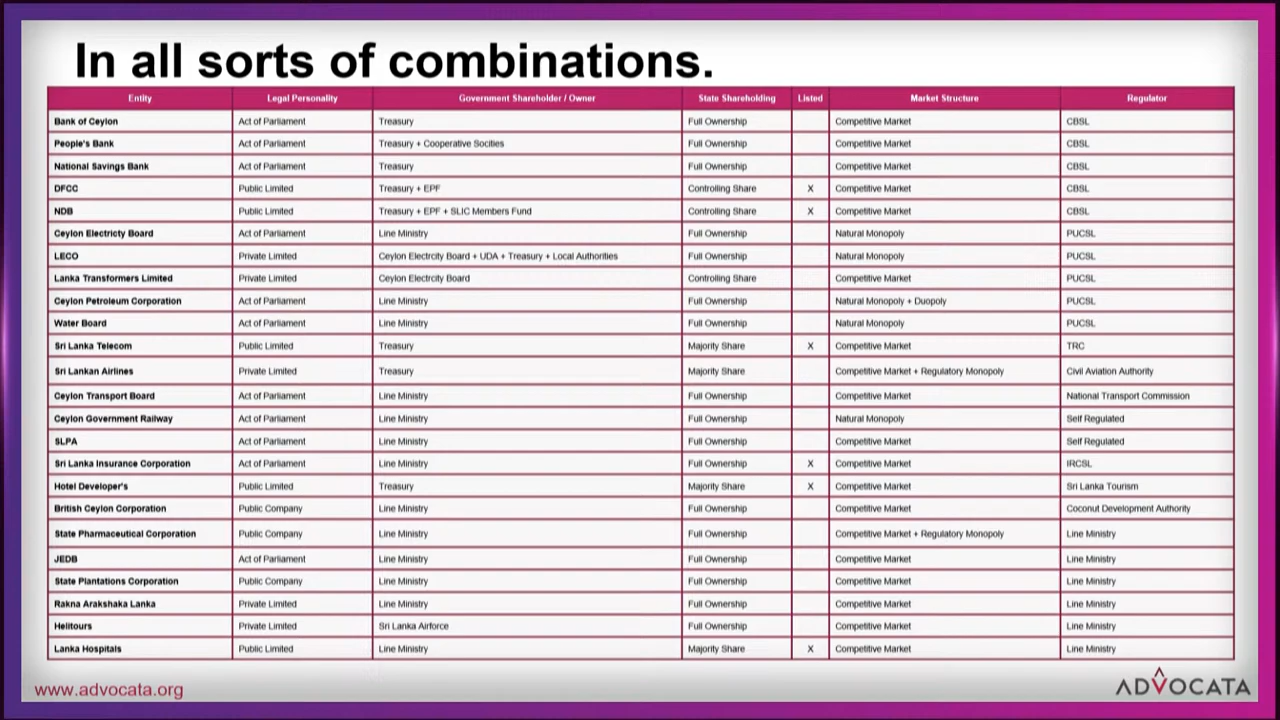 In all sorts of combinations.
Entity Legal Personality Government Shareholder / Owner State Shareholding Listed Market Structure Regulator
Bank of Ceylon Act of Parliament Treasury Full Ownership Competitive Market CBSL
People's Bank Act of Parliament Treasury + Cooperative Socities Full Ownership Competitive Market CBSL
National Savings Bank Act of Parliament Treasury Full Ownership Competitive Market CBSL
DFCC Public Limited Treasury + EPF Controlling Share X Competitive Market CBSL
NDB Public Limited Treasury + EPF + SLIC Members Fund Controlling Share X Competitive Market CBSL
Ceylon Electricty Board Act of Parliament Line Ministry Full Ownership Natural Monopoly PUCSL
LECO Private Limited Ceylon Electrcity Board + UDA + Treasury + Local Authorities Full Ownership Natural Monopoly PUCSL
Lanka Transformers Limited Private Limited Ceylon Electrcity Board Controlling Share Competitive Market PUCSL
Ceylon Petroleum Corporation Act of Parliament Line Ministry Full Ownership Natural Monopoly + Duopoly PUCSL
Water Board Act of Parliament Line Ministry Full Ownership Natural Monopoly PUCSL
Sri Lanka Telecom Public Limited Treasury Majority Share X Competitive Market TRC
Sri Lankan Airlines Private Limited Treasury Majority Share Competitive Market + Regulatory Monopoly Civil Aviation Authority
Ceylon Transport Board Act of Parliament Line Ministry Full Ownership Competitive Market National Transport Commission
Ceylon Government Railway Act of Parliament Line Ministry Full Ownership Natural Monopoly Self Regulated
SLPA Act of Parliament Line Ministry Full Ownership Competitive Market Self Regulated
Sri Lanka Insurance Corporation Act of Parliament Line Ministry Full Ownership X Competitive Market IRCSL
Hotel Developer's Public Limited Treasury Majority Share X Competitive Market Sri Lanka Tourism
British Ceylon Corporation Public Company Line Ministry Full Ownership Competitive Market Coconut Development Authority
State Pharmaceutical Corporation Public Company Line Ministry Full Ownership Competitive Market + Regulatory Monopoly Line Ministry
JEDB Act of Parliament Line Ministry Full Ownership Competitive Market Line Ministry
State Plantations Corporation Public Company Line Ministry Full Ownership Competitive Market Line Ministry
Rakna Arakshaka Lanka Private Limited Line Ministry Full Ownership Competitive Market Line Ministry
Helitours Private Limited Sri Lanka Airforce Full Ownership Competitive Market Line Ministry
Lanka Hospitals Public Limited Line Ministry Majority Share X Competitive Market Line Ministry
www.advocata.org ADVOCATA